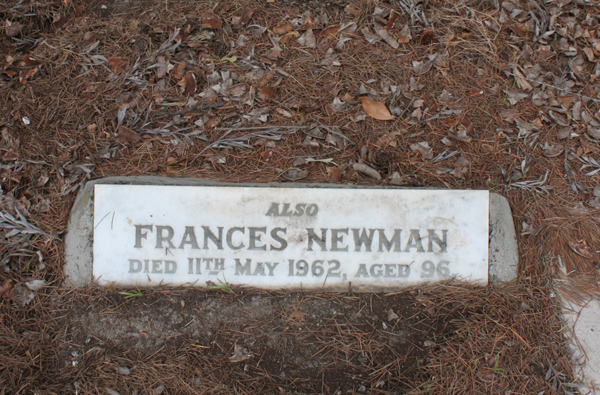 ALSO
FRANCES NEWMAN
DIED 11TH MAY 1962, AGED 96